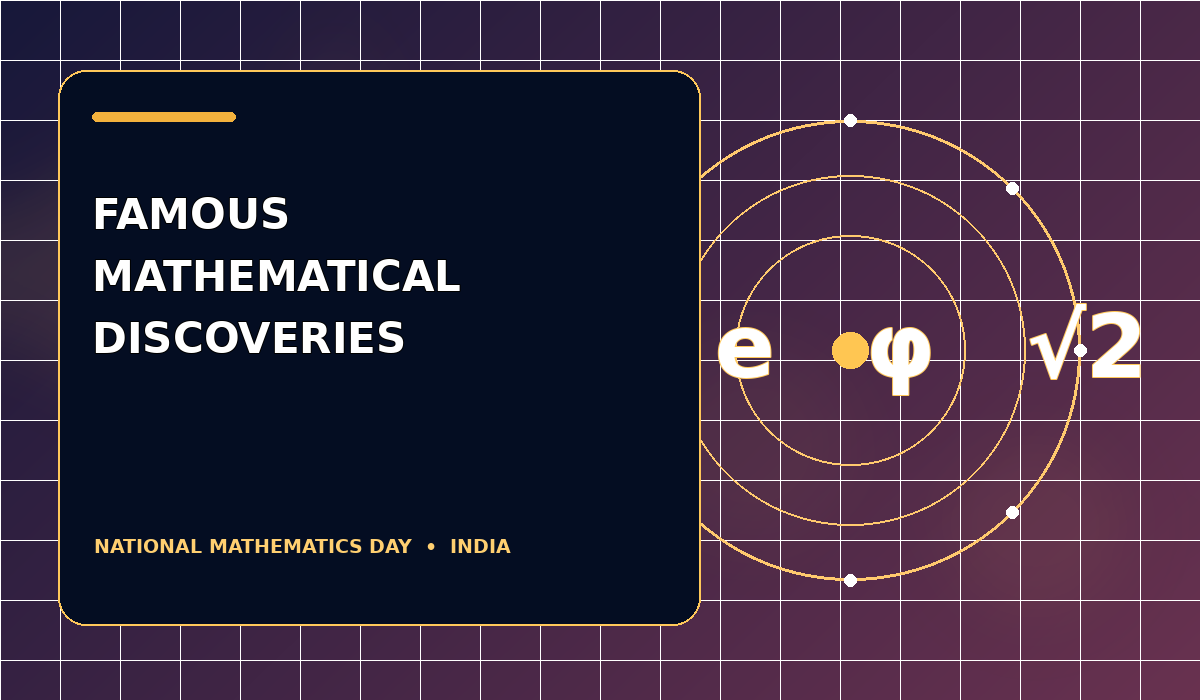 FAMOUS
MATHEMATICAL
DISCOVERIES
NATIONAL MATHEMATICS DAY • INDIA
e φ √2